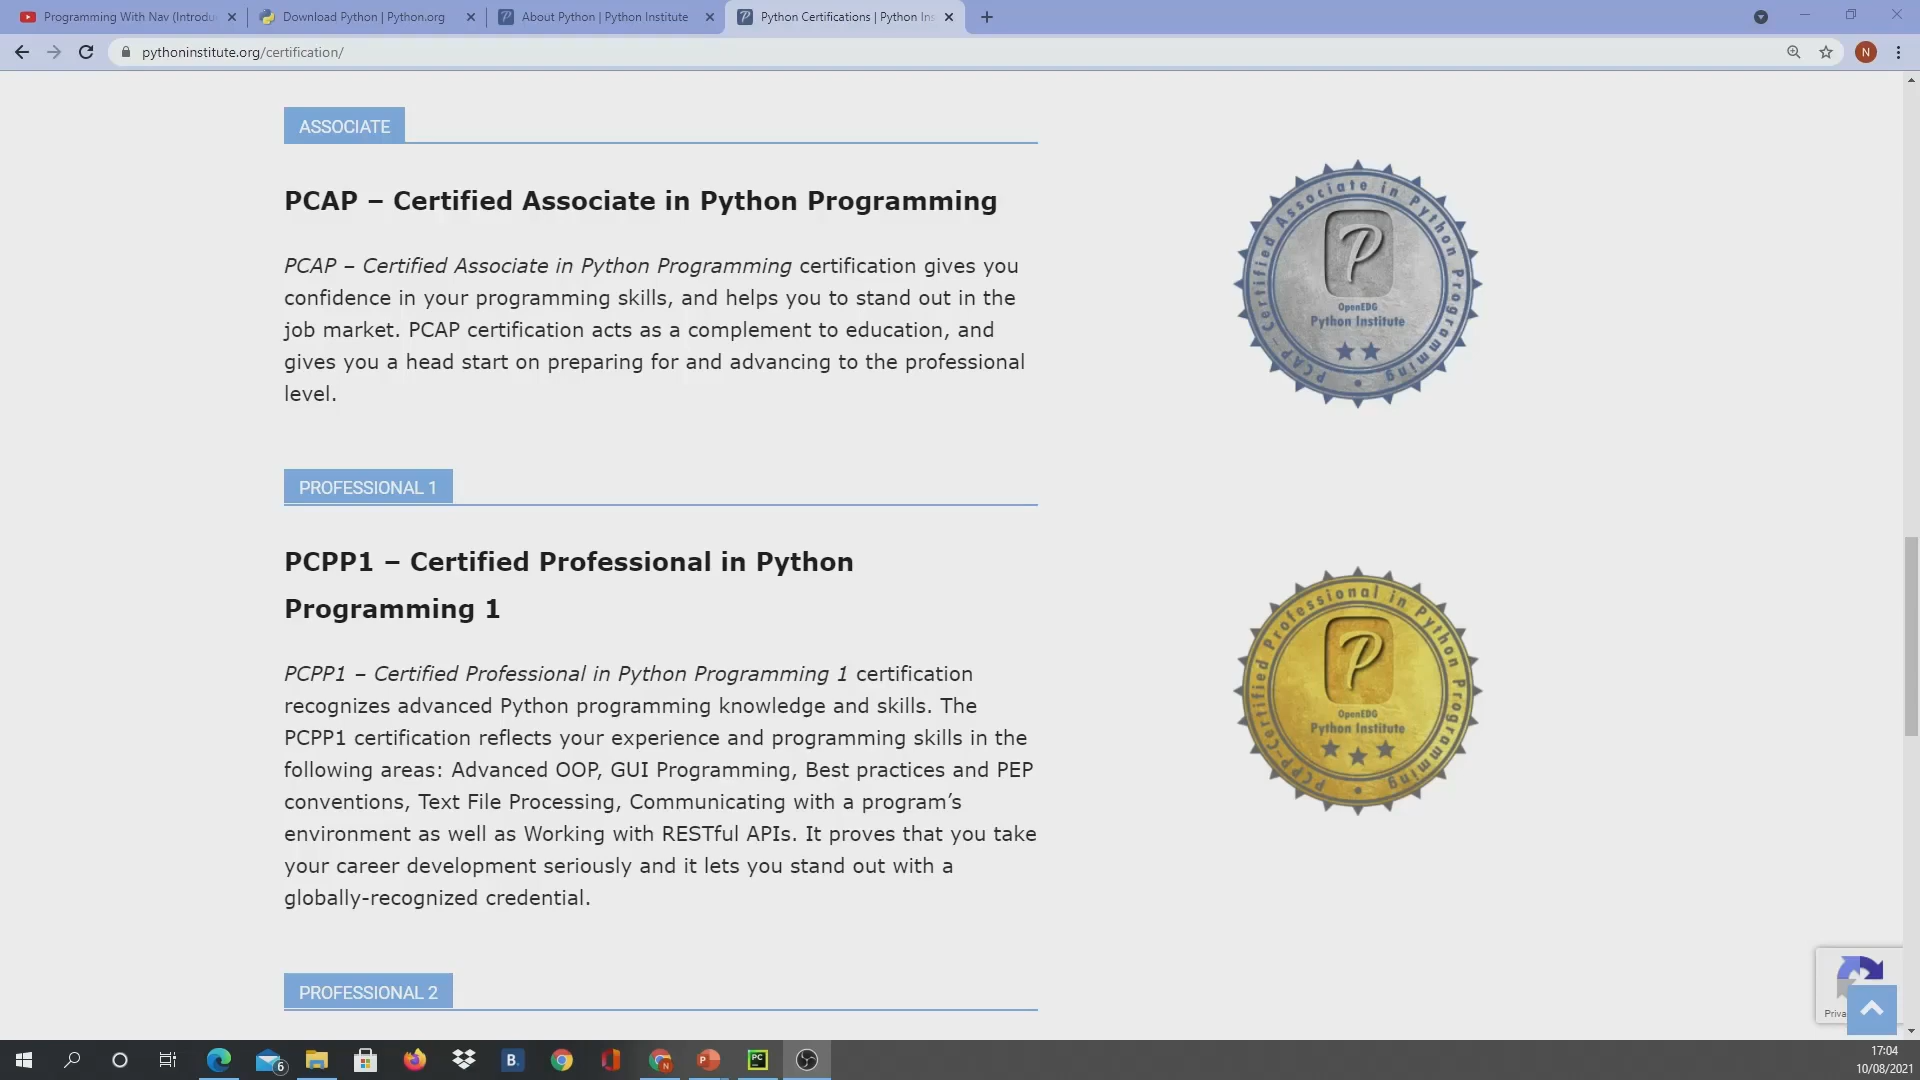 Programming With Nav (Introdu
Download Python | Python.org
About Python | Python Institute
Python Certifications | Python Ins
pythoninstitute.org/certification/
N
ASSOCIATE
PCAP – Certified Associate in Python Programming
PCAP – Certified Associate in Python Programming certification gives you
confidence in your programming skills, and helps you to stand out in the
job market. PCAP certification acts as a complement to education, and
gives you a head start on preparing for and advancing to the professional
level.
PCAP-Certified Associate in Python Programming
P
OpenEDG
Python Institute
PROFESSIONAL 1
PCPP1 – Certified Professional in Python
Programming 1
PCPP1 – Certified Professional in Python Programming 1 certification
recognizes advanced Python programming knowledge and skills. The
PCPP1 certification reflects your experience and programming skills in the
following areas: Advanced OOP, GUI Programming, Best practices and PEP
conventions, Text File Processing, Communicating with a program’s
environment as well as Working with RESTful APIs. It proves that you take
your career development seriously and it lets you stand out with a
globally-recognized credential.
PCPP-Certified Professional in Python Programming
P
OpenEDG
Python Institute
PROFESSIONAL 2
Priva
6
B.
N
P
PC
17:04
10/08/2021